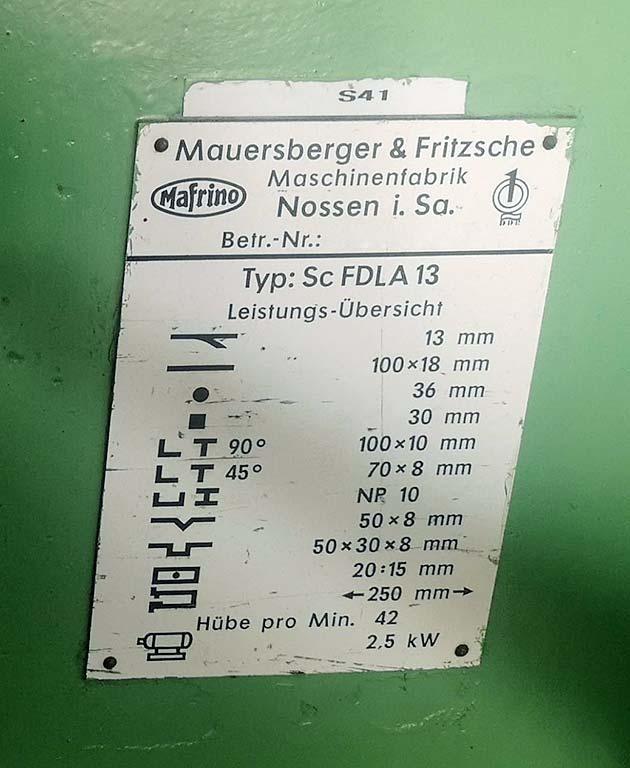 S41
Mauersberger & Fritzsche
Mafrino
Maschinenfabrik
Nossen i. Sa.
1
Betr.-Nr.:
Typ: Sc FDLA 13
Leistungs-Übersicht
13 mm
100×18 mm
36 mm
30 mm
90° 100×10 mm
45° 70×8 mm
NP 10
50×8 mm
50×30×8 mm
20:15 mm
←250 mm→
Hübe pro Min. 42
2,5 kW